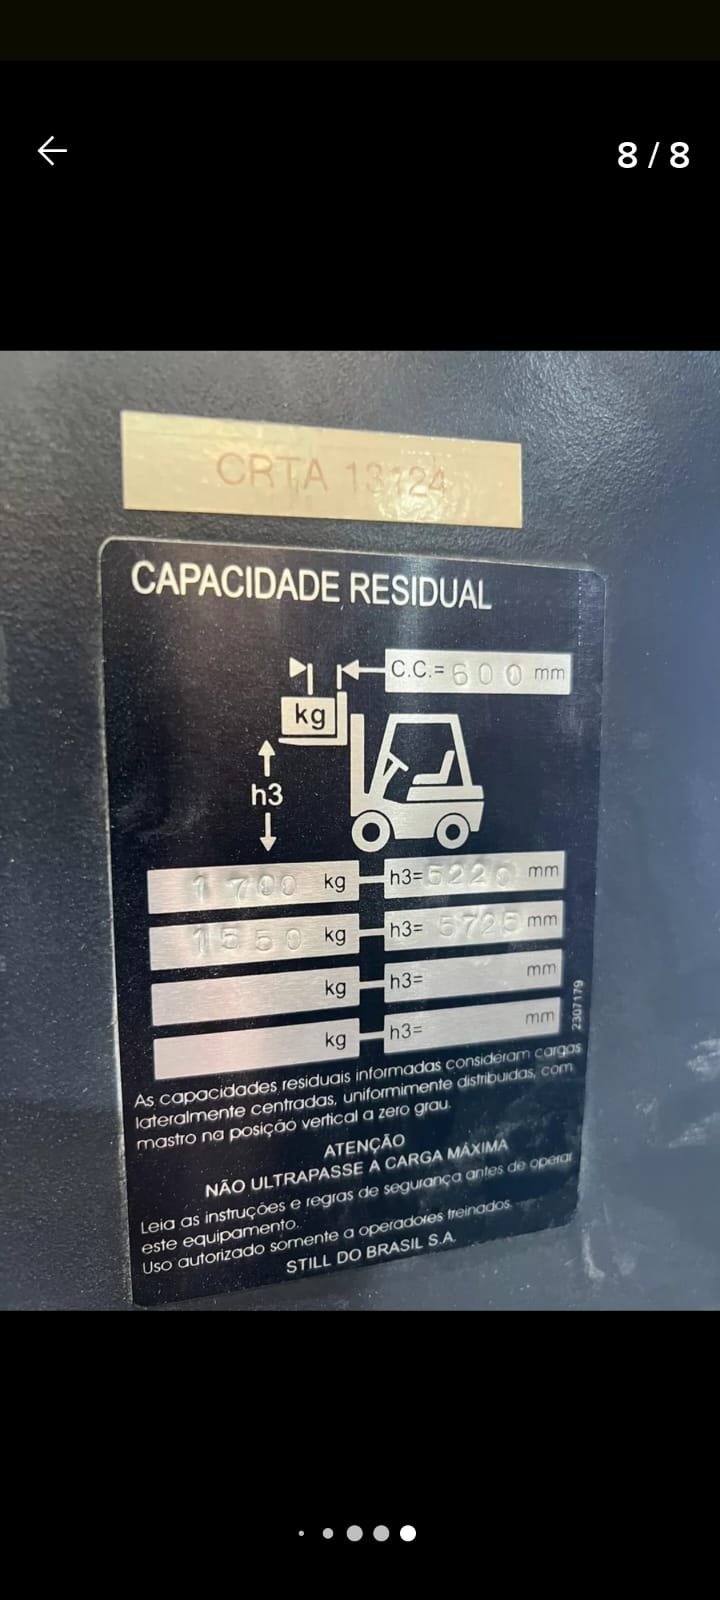 8 / 8
CRTA 13124
CAPACIDADE RESIDUAL
C.C.= 600 mm
kg
h3
1700 kg h3= 5220 mm
1550 kg h3= 5725 mm
kg h3= mm
kg h3= mm
2307179
As capacidades residuais informadas consideram cargas
lateralmente centradas, uniformimente distribuidas, com
mastro na posição vertical a zero grau.
ATENÇÃO
NÃO ULTRAPASSE A CARGA MÁXIMA
Leia as instruções e regras de segurança antes de operar
este equipamento.
Uso autorizado somente a operadores treinados.
STILL DO BRASIL S.A.